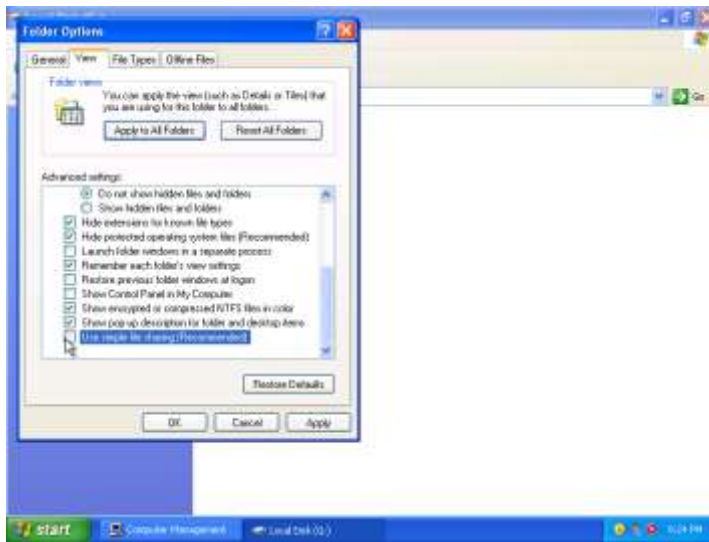 Folder Options
General View File Types Offline Files
Folder views
You can apply the view (such as Details or Tiles) that
you are using for this folder to all folders.
Apply to All Folders Reset All Folders
Advanced settings:
Do not show hidden files and folders
Show hidden files and folders
Hide extensions for known file types
Hide protected operating system files (Recommended)
Launch folder windows in a separate process
Remember each folder's view settings
Restore previous folder windows at logon
Show Control Panel in My Computer
Show encrypted or compressed NTFS files in color
Show pop-up description for folder and desktop items
Use simple file sharing (Recommended)
Restore Defaults
OK Cancel Apply
Go
start Computer Management Local Disk